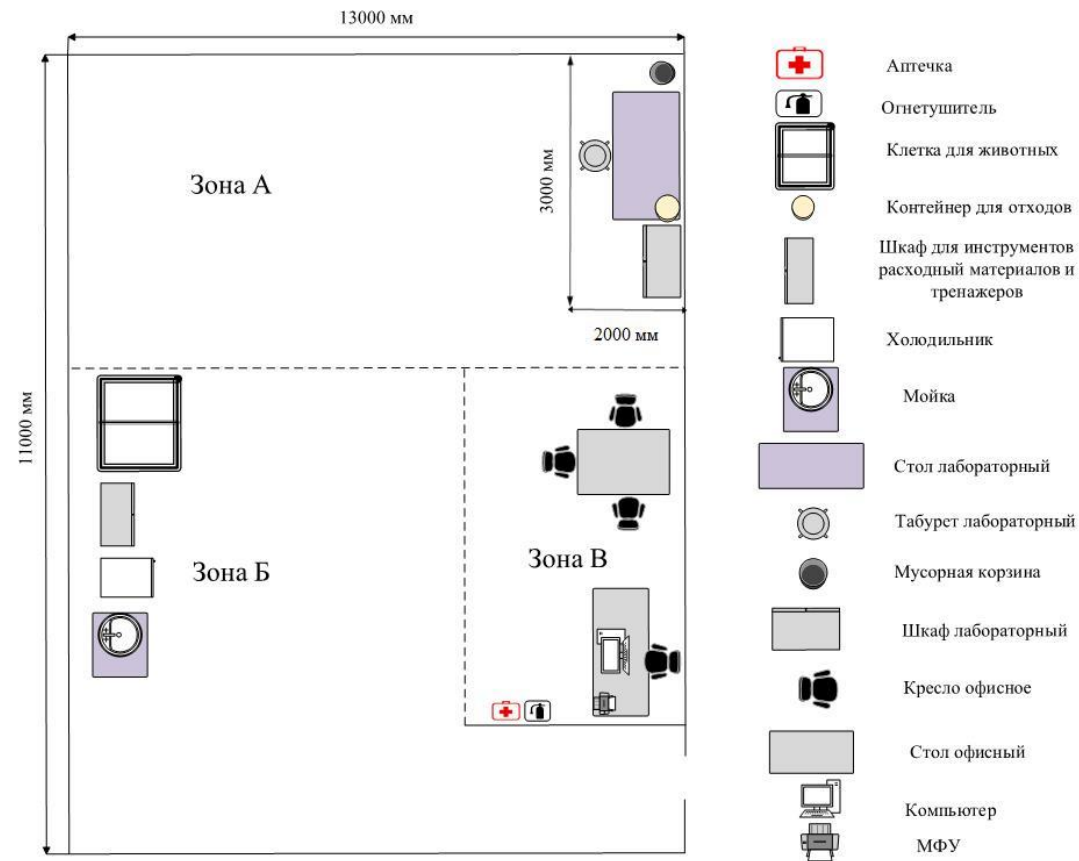 13000 мм
11000 мм
3000 мм
2000 мм
Зона А
Зона Б
Зона В
Аптечка
Огнетушитель
Клетка для животных
Контейнер для отходов
Шкаф для инструментов
расходный материалов и
тренажеров
Холодильник
Мойка
Стол лабораторный
Табурет лабораторный
Мусорная корзина
Шкаф лабораторный
Кресло офисное
Стол офисный
Компьютер
МФУ